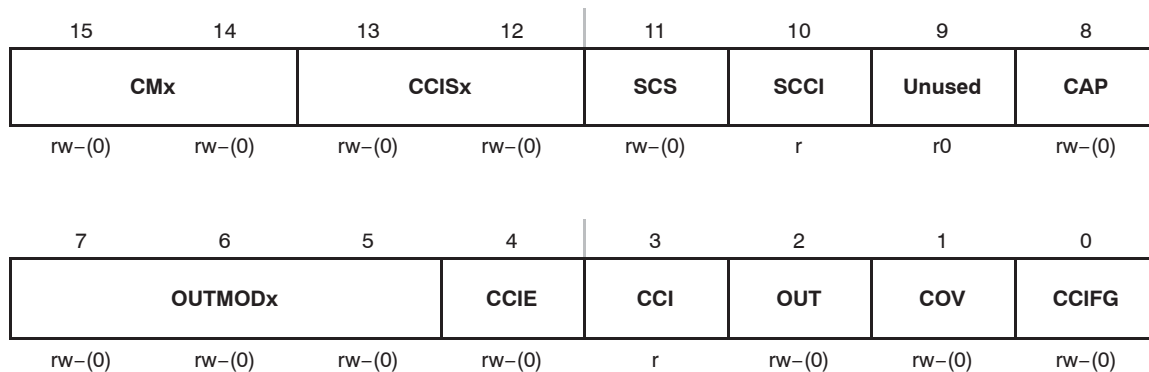 15 14 13 12 11 10 9 8
CMx CCISx SCS SCCI Unused CAP
rw−(0) rw−(0) rw−(0) rw−(0) rw−(0) r r0 rw−(0)
7 6 5 4 3 2 1 0
OUTMODx CCIE CCI OUT COV CCIFG
rw−(0) rw−(0) rw−(0) rw−(0) r rw−(0) rw−(0) rw−(0)